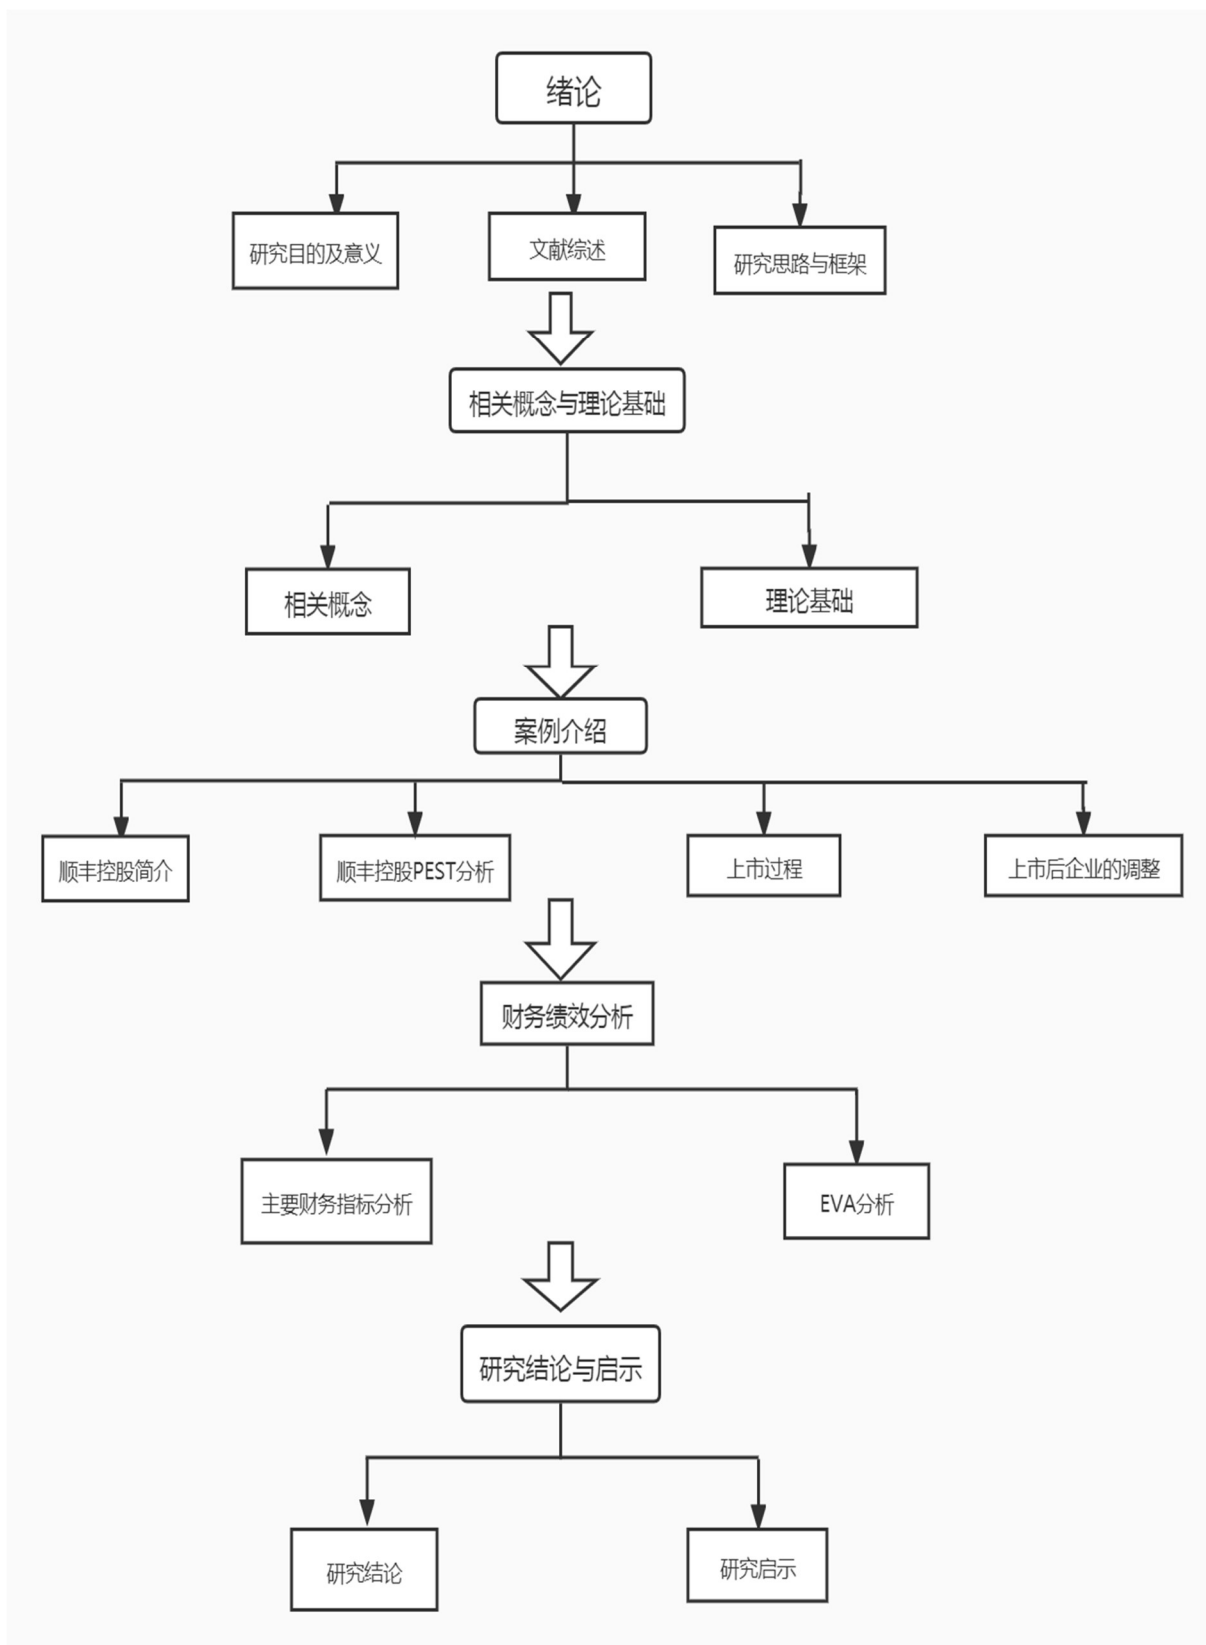 绪论
研究目的及意义
文献综述
研究思路与框架
相关概念与理论基础
相关概念
理论基础
案例介绍
顺丰控股简介
顺丰控股PEST分析
上市过程
上市后企业的调整
财务绩效分析
主要财务指标分析
EVA分析
研究结论与启示
研究结论
研究启示